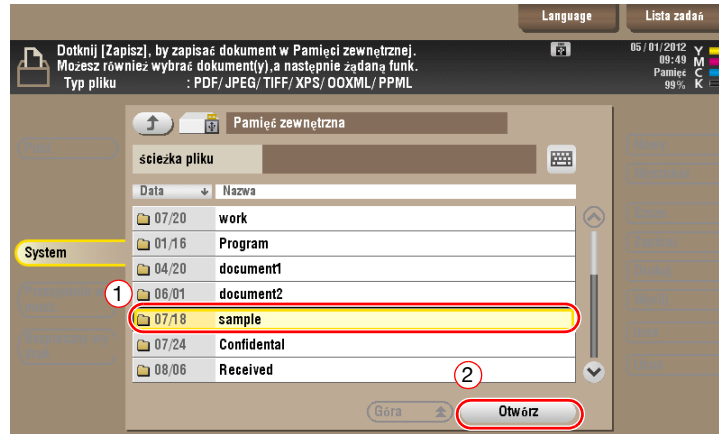 Language
Lista zadań
Dotknij [Zapisz], by zapisać dokument w Pamięci zewnętrznej.
Możesz równieź wybrać dokument(y),a następnie źądaną funk.
Typ pliku : PDF/ JPEG/ TIFF/ XPS/ OOXML/ PPML
05/01/2012
09:49
Pamięć
99%
Y
M
C
K
Pamięć zewnętrzna
ścieżka pliku
Data Nazwa
07/20 work
01/16 Program
System
04/20 document1
1
06/01 document2
07/18 sample
07/24 Confidental
08/06 Received
2
Góra
Otwórz